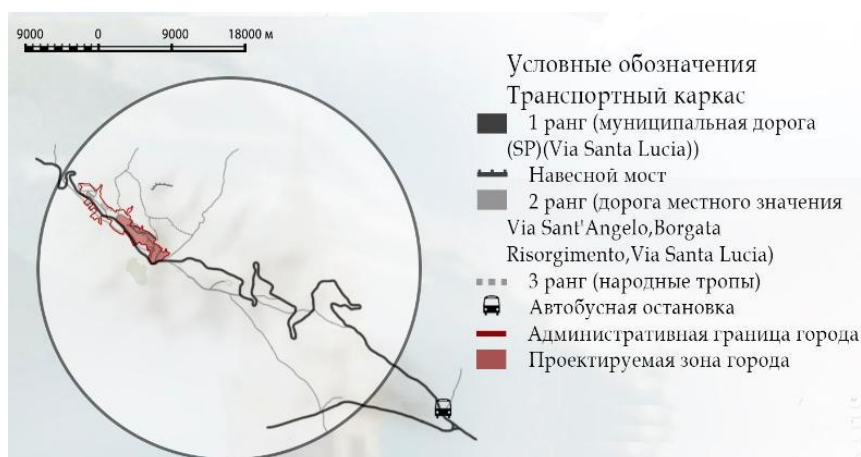 9000 0 9000 18000 м
Условные обозначения
Транспортный каркас
1 ранг (муниципальная дорога
(SP)(Via Santa Lucia))
Навесной мост
2 ранг (дорога местного значения
Via Sant'Angelo,Borgata
Risorgimento,Via Santa Lucia)
3 ранг (народные тропы)
Автобусная остановка
Административная граница города
Проектируемая зона города